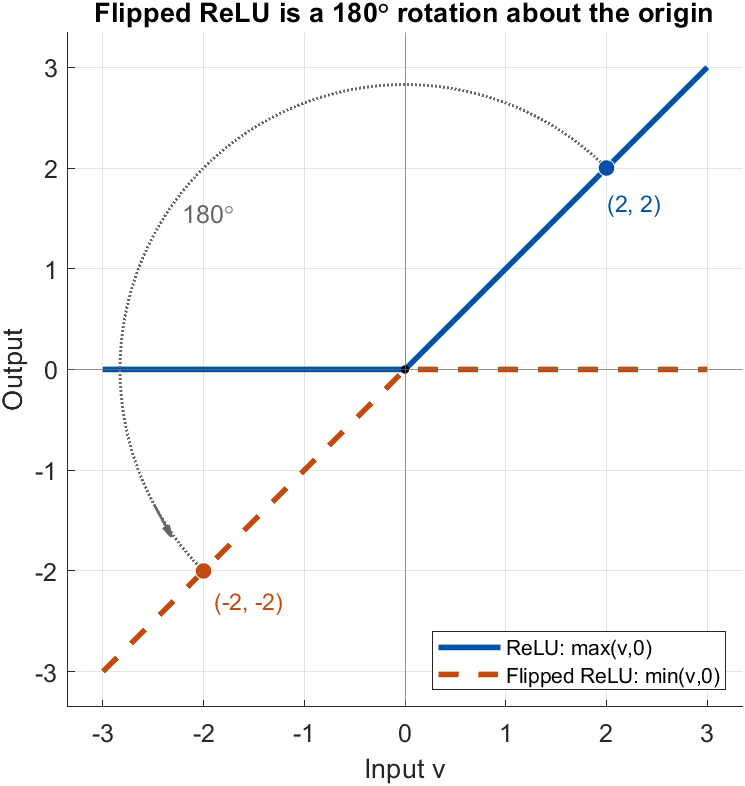 Flipped ReLU is a 180° rotation about the origin
Output
3
2
1
0
-1
-2
-3
180°
(2, 2)
(-2, -2)
ReLU: max(v,0)
Flipped ReLU: min(v,0)
-3 -2 -1 0 1 2 3
Input v